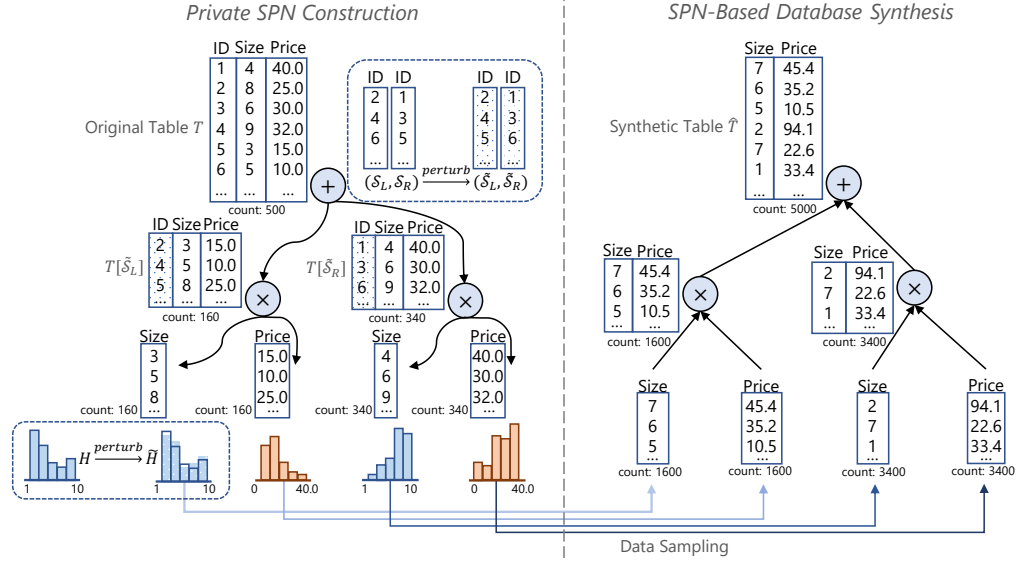 Private SPN Construction
SPN-Based Database Synthesis
ID Size Price
1 4 40.0
2 8 25.0
3 6 30.0
4 9 32.0
5 3 15.0
6 5 10.0
... ... ...
Original Table T
count: 500
+
ID ID
2 1
4 3
6 5
... ...
ID ID
2 1
4 3
5 6
... ...
(S_L, S_R) perturb → (S̃_L, S̃_R)
ID Size Price
2 3 15.0
4 5 10.0
5 8 25.0
... ... ...
T[S̃_L]
count: 160
×
ID Size Price
1 4 40.0
3 6 30.0
6 9 32.0
... ... ...
T[S̃_R]
count: 340
×
Size
3
5
8
...
count: 160
Price
15.0
10.0
25.0
...
count: 160
Size
4
6
9
...
count: 340
Price
40.0
30.0
32.0
...
count: 340
H perturb → H̃
1 10
1 10
0 40.0
1 10
0 40.0
Size Price
7 45.4
6 35.2
5 10.5
2 94.1
7 22.6
1 33.4
... ...
Synthetic Table T̂
count: 5000
+
Size Price
7 45.4
6 35.2
5 10.5
... ...
count: 1600
×
Size Price
2 94.1
7 22.6
1 33.4
... ...
count: 3400
×
Size
7
6
5
...
count: 1600
Price
45.4
35.2
10.5
...
count: 1600
Size
2
7
1
...
count: 3400
Price
94.1
22.6
33.4
...
count: 3400
Data Sampling